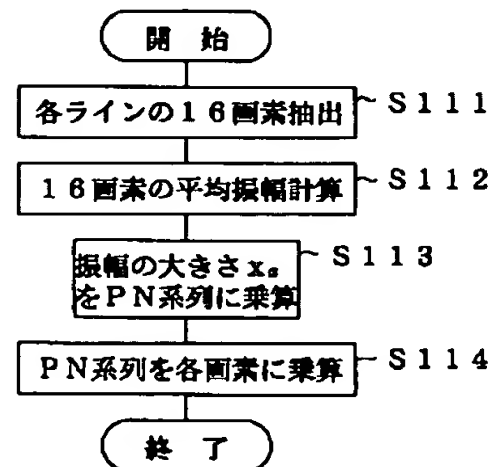 開 始
各ラインの16画素抽出
S111
16画素の平均振幅計算
S112
振幅の大きさxa
をPN系列に乗算
S113
PN系列を各画素に乗算
S114
終 了